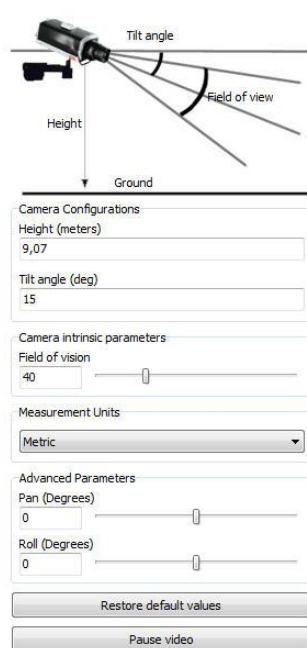 Tilt angle
Field of view
Height
Ground
Camera Configurations
Height (meters)
9,07
Tilt angle (deg)
15
Camera intrinsic parameters
Field of vision
40
Measurement Units
Metric
Advanced Parameters
Pan (Degrees)
0
Roll (Degrees)
0
Restore default values
Pause video